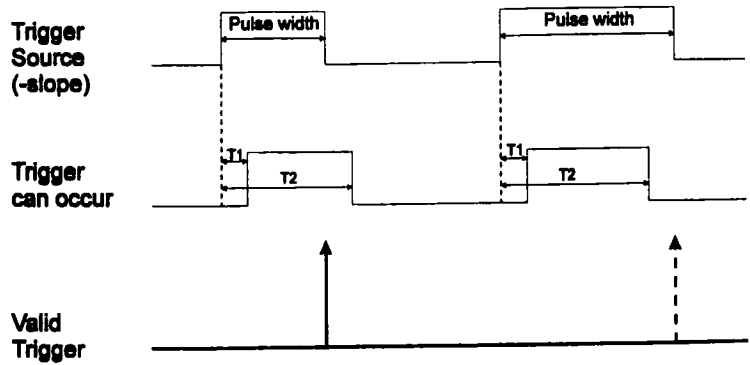 Trigger
Source
(-slope)
Pulse width
Pulse width
Trigger
can occur
T1
T2
T1
T2
Valid
Trigger